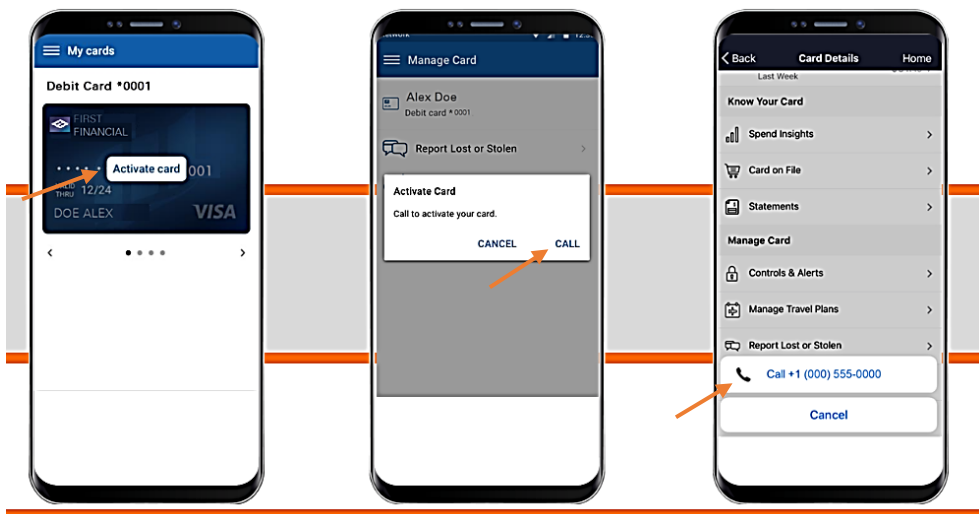 My cards
Debit Card *0001
FIRST
FINANCIAL
Activate card
001
VALID
THRU 12/24
DOE ALEX
VISA
Manage Card
Alex Doe
Debit card *0001
Report Lost or Stolen
Activate Card
Call to activate your card.
CANCEL CALL
Back Card Details Home
Last Week
Know Your Card
Spend Insights
Card on File
Statements
Manage Card
Controls & Alerts
Manage Travel Plans
Report Lost or Stolen
Call +1 (000) 555-0000
Cancel